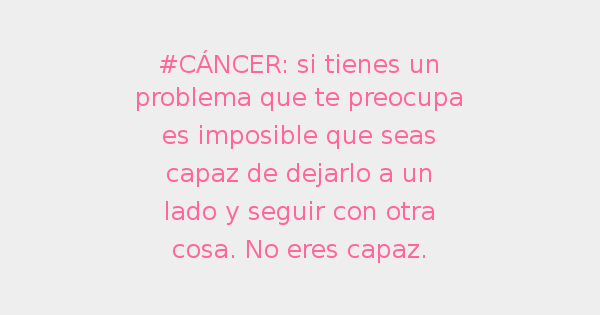 #CÁNCER: si tienes un
problema que te preocupa
es imposible que seas
capaz de dejarlo a un
lado y seguir con otra
cosa. No eres capaz.